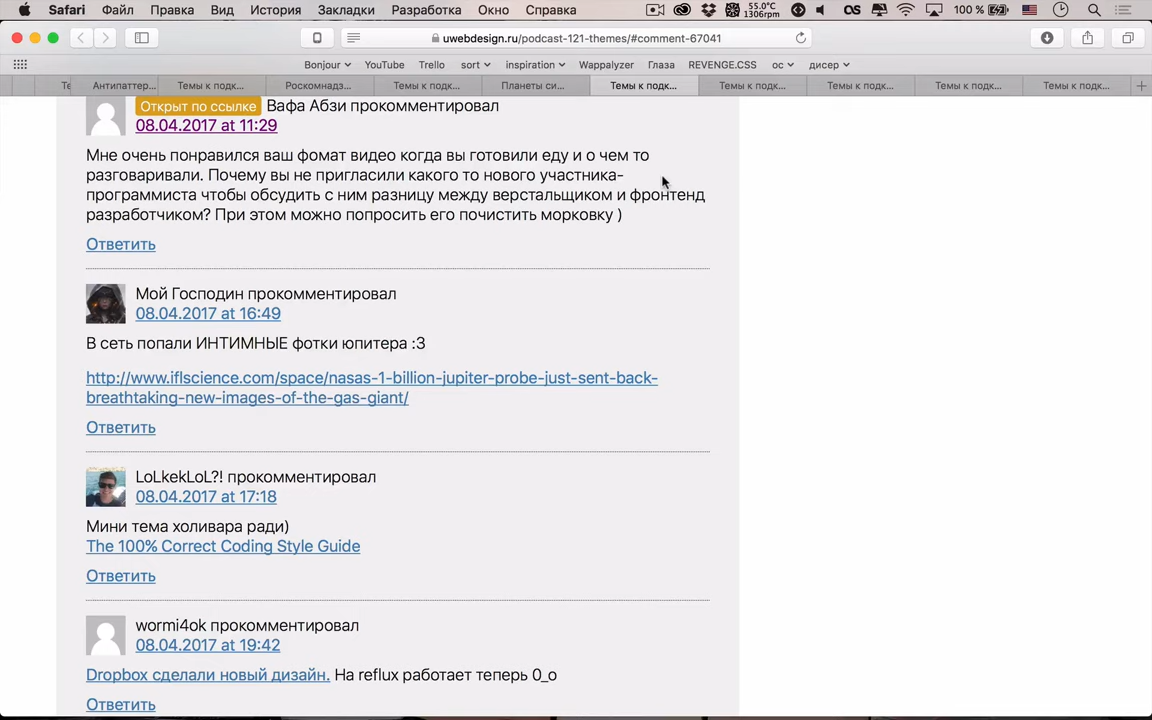 Safari Файл Правка Вид История Закладки Разработка Окно Справка 55.0°C 1306rpm 100 %
uwebdesign.ru/podcast-121-themes/#comment-67041
Bonjour YouTube Trello sort inspiration Wappalyzer Глаза REVENGE.CSS ос дисер
Те Антипаттер... Темы к подк... Роскомнадз... Темы к подк... Планеты си... Темы к подк... Темы к подк... Темы к подк... Темы к подк... Темы к подк...
Открыт по ссылке Вафа Абзи прокомментировал
08.04.2017 at 11:29
Мне очень понравился ваш фомат видео когда вы готовили еду и о чем то
разговаривали. Почему вы не пригласили какого то нового участника-
программиста чтобы обсудить с ним разницу между верстальщиком и фронтенд
разработчиком? При этом можно попросить его почистить морковку )
Ответить
Мой Господин прокомментировал
08.04.2017 at 16:49
В сеть попали ИНТИМНЫЕ фотки юпитера :3
http://www.iflscience.com/space/nasas-1-billion-jupiter-probe-just-sent-back-
breathtaking-new-images-of-the-gas-giant/
Ответить
LoLkekLoL?! прокомментировал
08.04.2017 at 17:18
Мини тема холивара ради)
The 100% Correct Coding Style Guide
Ответить
wormi4ok прокомментировал
08.04.2017 at 19:42
Dropbox сделали новый дизайн. На reflux работает теперь 0_о
Ответить